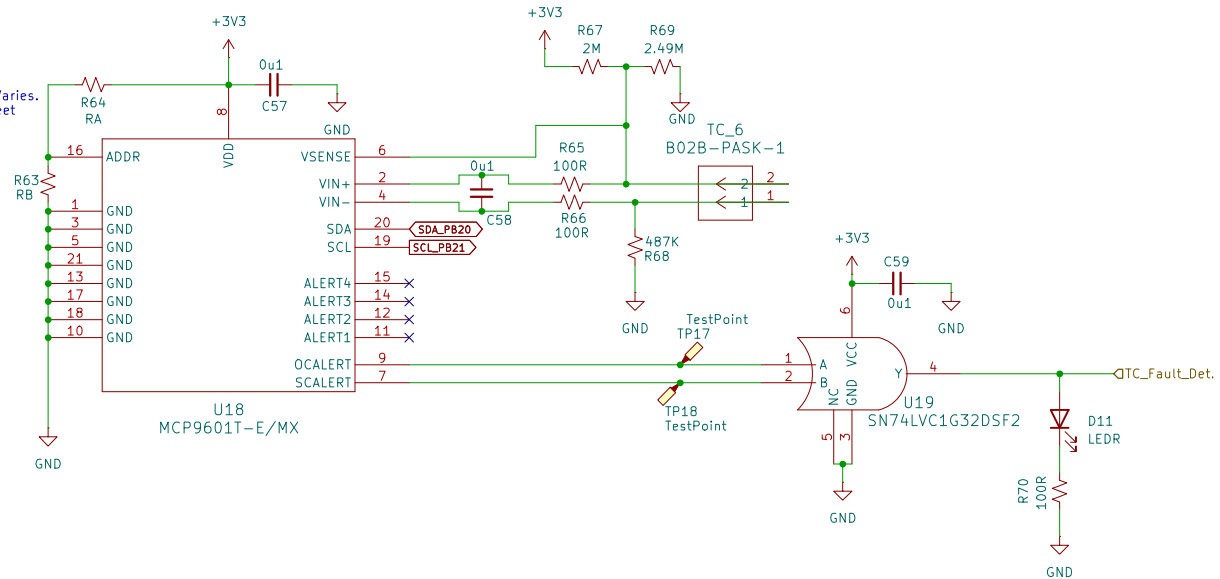 +3V3
+3V3
R67
2M
R69
2.49M
0u1
C57
GND
R64
RA
Varies.
eet
8
VDD
GND
TC_6
B02B-PASK-1
16
ADDR
VSENSE
6
R63
RB
0u1
C58
R65
100R
R66
100R
VIN+
2
VIN-
4
2
2
1
1
1
GND
3
GND
5
GND
21
GND
13
GND
17
GND
18
GND
10
GND
SDA
20
SDA_PB20
SCL
19
SCL_PB21
487K
R68
GND
ALERT4
15
ALERT3
14
ALERT2
12
ALERT1
11
OCALERT
9
SCALERT
7
TestPoint
TP17
TP18
TestPoint
U18
MCP9601T-E/MX
GND
+3V3
C59
0u1
GND
6
VCC
1
A
2
B
Y
4
NC
GND
5
3
U19
SN74LVC1G32DSF2
GND
TC_Fault_Det.
D11
LEDR
R70
100R
GND